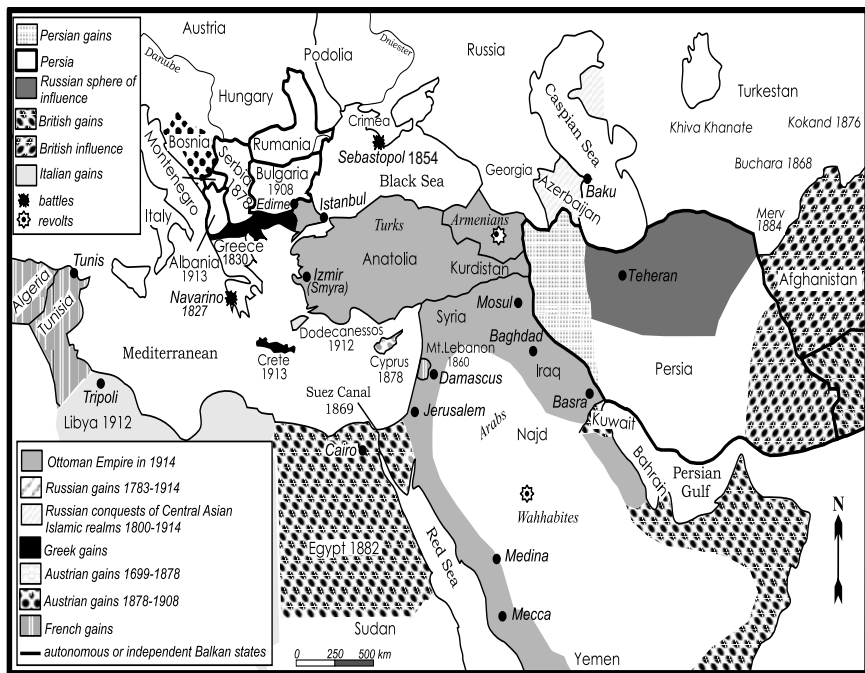 Persian gains
Persia
Russian sphere of
influence
British gains
British influence
Italian gains
battles
revolts
Austria
Danube
Hungary
Podolia
Dniester
Russia
Caspian Sea
Turkestan
Khiva Khanate
Kokand 1876
Buchara 1868
Merv
1884
Crimea
Sebastopol 1854
Black Sea
Georgia
Azerbaijan
Baku
Bosnia
Montenegro
Serbia
1878
Rumania
Bulgaria
1908
Edirne
Istanbul
Italy
Albania
1913
Greece
1830
Navarino
1827
Turks
Armenians
Anatolia
Kurdistan
Izmir
(Smyra)
Teheran
Afghanistan
Tunis
Algeria
Tunisia
Mediterranean
Crete
1913
Dodecanessos
1912
Cyprus
1878
Syria
Mosul
Baghdad
Iraq
Mt.Lebanon
1860
Damascus
Jerusalem
Basra
Persia
Suez Canal
1869
Tripoli
Libya 1912
Arabs
Najd
Kuwait
Bahrain
Persian
Gulf
Cairo
Wahhabites
Red Sea
Egypt 1882
Medina
Mecca
Sudan
Yemen
N
0 250 500 km
Ottoman Empire in 1914
Russian gains 1783-1914
Russian conquests of Central Asian
Islamic realms 1800-1914
Greek gains
Austrian gains 1699-1878
Austrian gains 1878-1908
French gains
autonomous or independent Balkan states